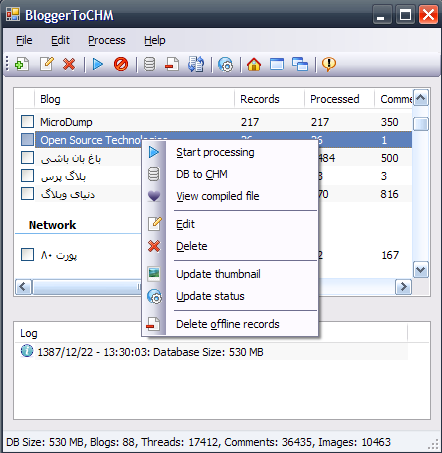 BloggerToCHM
File Edit Process Help
Blog Records Processed Comme
MicroDump 217 217 350
Open Source Technologies 26 26 1
باغ بان باشی 484 500
بلاگ پرس 3 3
دنیای وبلاگ 70 816
Network
پورت ۸۰ 2 167
Start processing
DB to CHM
View compiled file
Edit
Delete
Update thumbnail
Update status
Delete offline records
Log
1387/12/22 - 13:30:03: Database Size: 530 MB
DB Size: 530 MB, Blogs: 88, Threads: 17412, Comments: 36435, Images: 10463